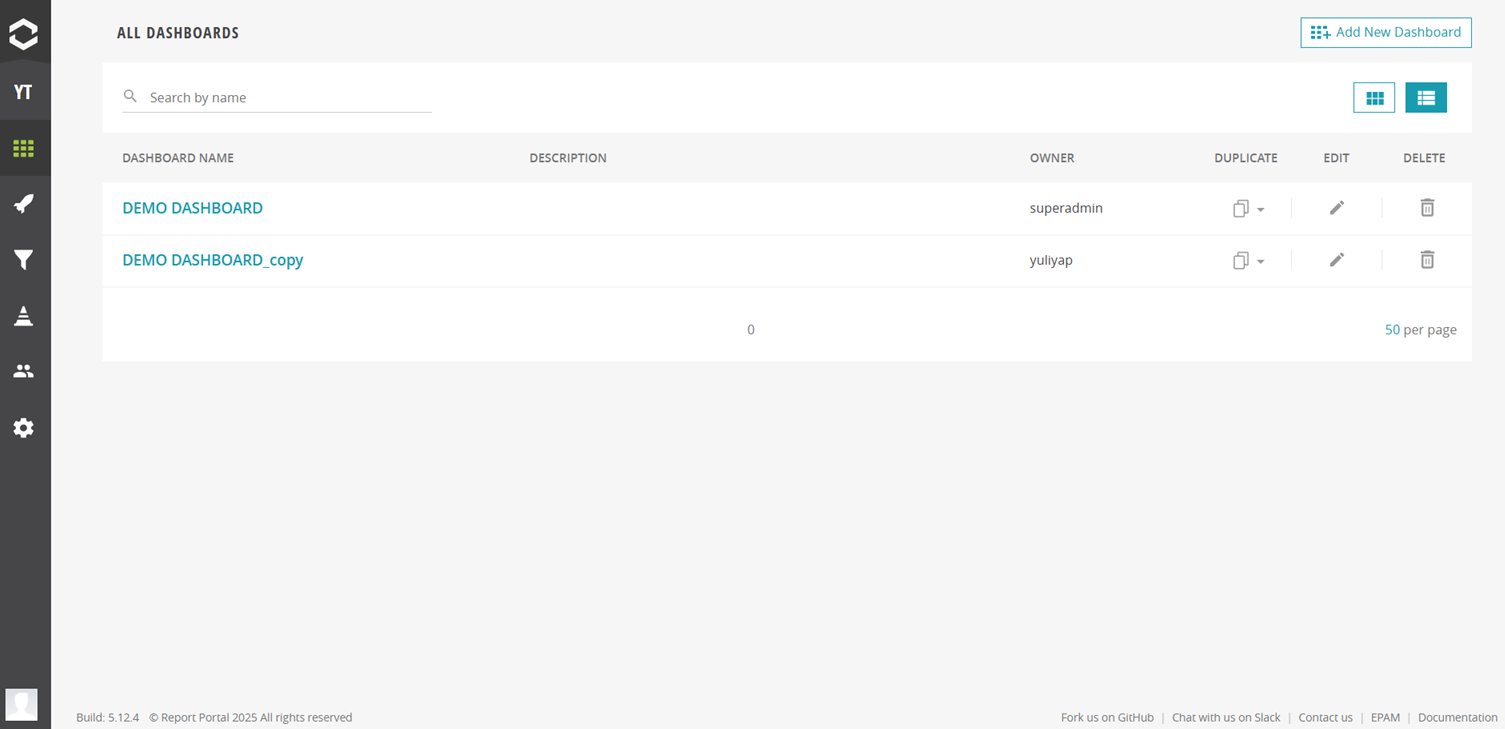 ALL DASHBOARDS
Add New Dashboard
YT
Search by name
DASHBOARD NAME DESCRIPTION OWNER DUPLICATE EDIT DELETE
DEMO DASHBOARD superadmin
DEMO DASHBOARD_copy yuliyap
0 50 per page
Build: 5.12.4 © Report Portal 2025 All rights reserved Fork us on GitHub | Chat with us on Slack | Contact us | EPAM | Documentation